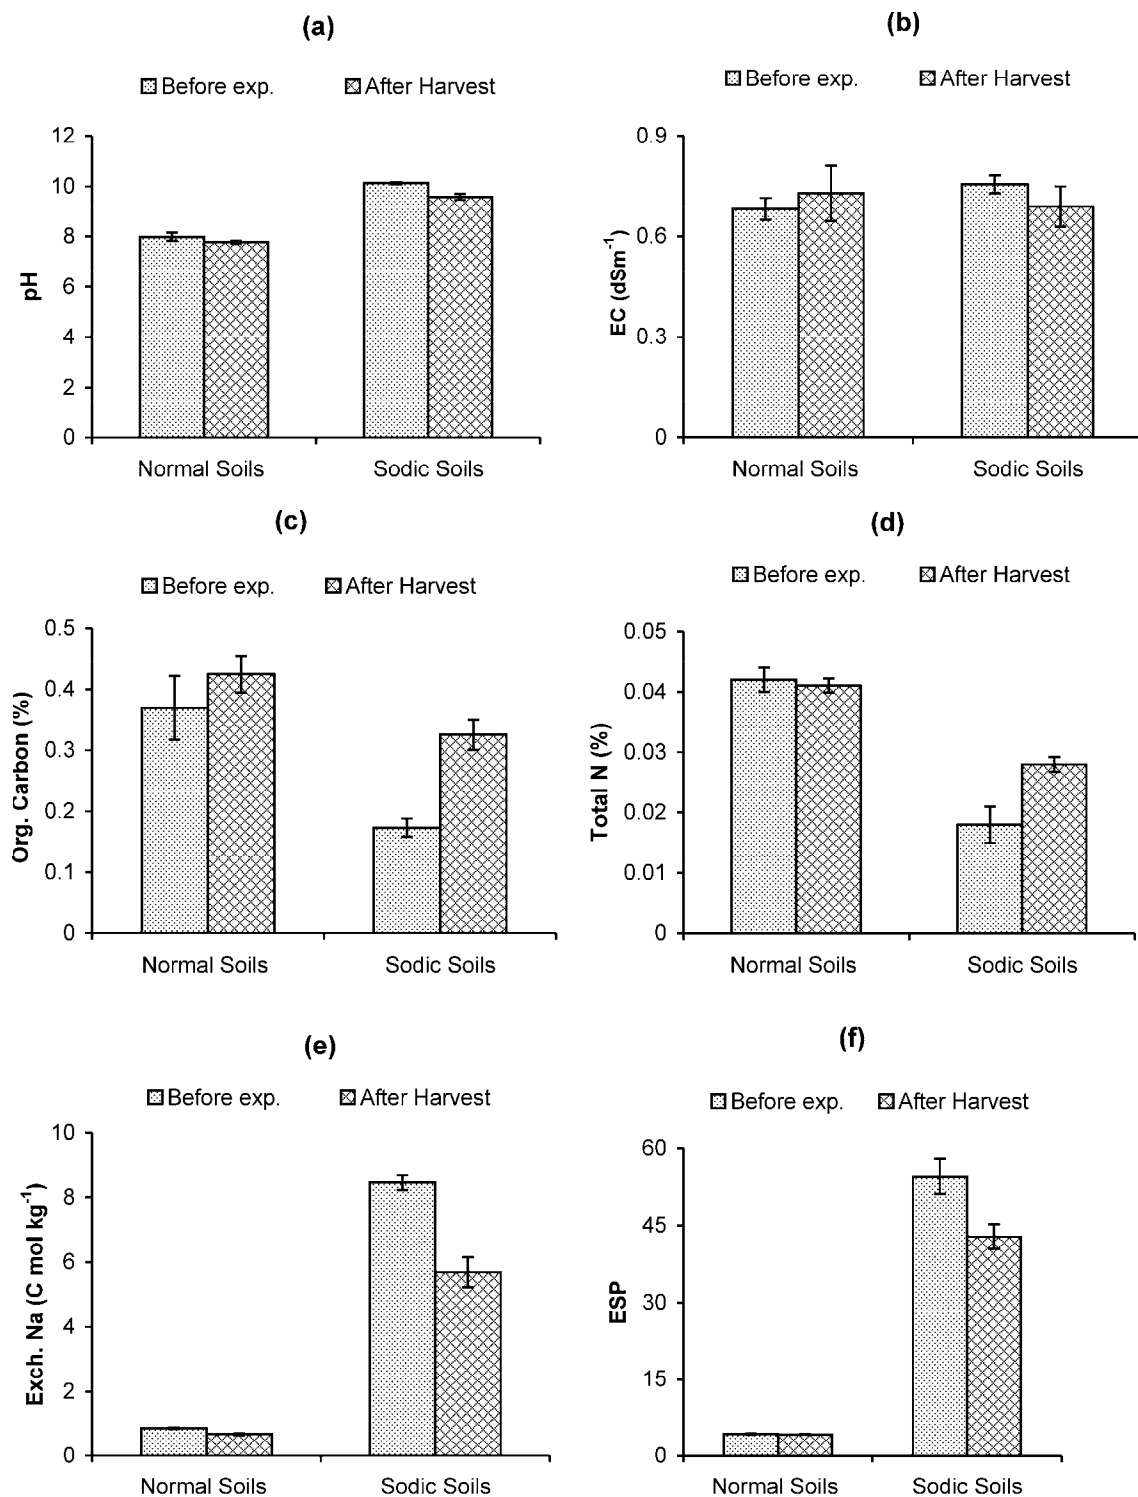 (a)
Before exp. After Harvest
12
10
8
6
4
2
0
pH
Normal Soils Sodic Soils
(b)
Before exp. After Harvest
0.9
0.6
0.3
0
EC (dSm⁻¹)
Normal Soils Sodic Soils
(c)
Before exp. After Harvest
0.5
0.4
0.3
0.2
0.1
0
Org. Carbon (%)
Normal Soils Sodic Soils
(d)
Before exp. After Harvest
0.05
0.04
0.03
0.02
0.01
0
Total N (%)
Normal Soils Sodic Soils
(e)
Before exp. After Harvest
10
8
6
4
2
0
Exch. Na (C mol kg⁻¹)
Normal Soils Sodic Soils
(f)
Before exp. After Harvest
60
45
30
15
0
ESP
Normal Soils Sodic Soils